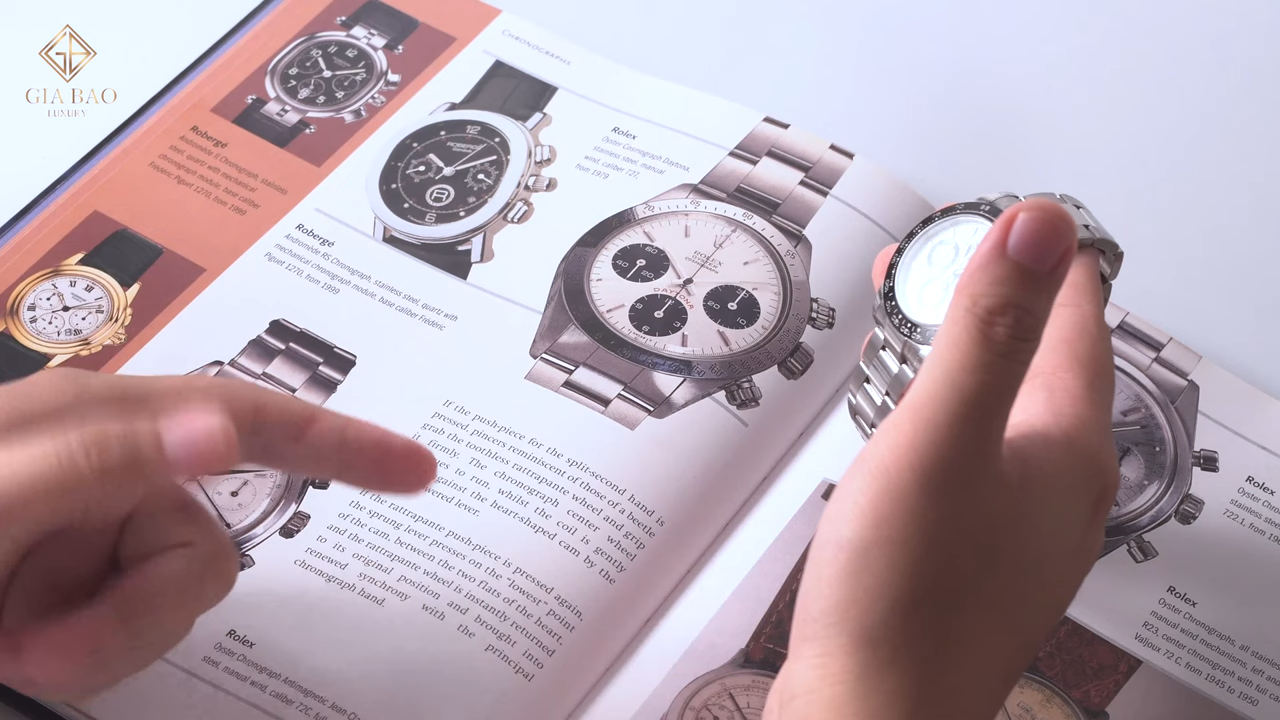 GIA BAO
LUXURY
CHRONOGRAPHS
Robergé
Andromède II Chronograph, stainless
steel, quartz with mechanical
chronograph module, base caliber
Frédéric Piguet 1270, from 1999
Robergé
Andromède RS Chronograph, stainless steel, quartz with
mechanical chronograph module, base caliber Frédéric
Piguet 1270, from 1999
Rolex
Oyster Cosmograph Daytona,
stainless steel, manual
wind, caliber 727,
from 1979
ROLEX
OYSTER
COSMOGRAPH
DAYTONA
If the push-piece for the split-second hand is
pressed, pincers reminiscent of those of a beetle
grab the toothless rattrapante wheel and grip
it firmly. The chronograph center wheel
to run, whilst the coil is gently
against the heart-shaped cam by the
lever.
If the rattrapante push-piece is pressed again,
the sprung lever presses on the "lowest" point
of the cam, between the two flats of the heart,
and the rattrapante wheel is instantly returned
to its original position and brought into
renewed synchrony with the principal
chronograph hand.
Rolex
Oyster Chronograph Antimagnetic Jean-Cl
steel, manual wind, caliber 72C,
Rolex
Oyster
stainless
722.1,
Rolex
Oyster Chronographs, all stainless
manual wind mechanisms, left and
R23, center chronograph with full
Valjoux 72 C, from 1945 to 1950